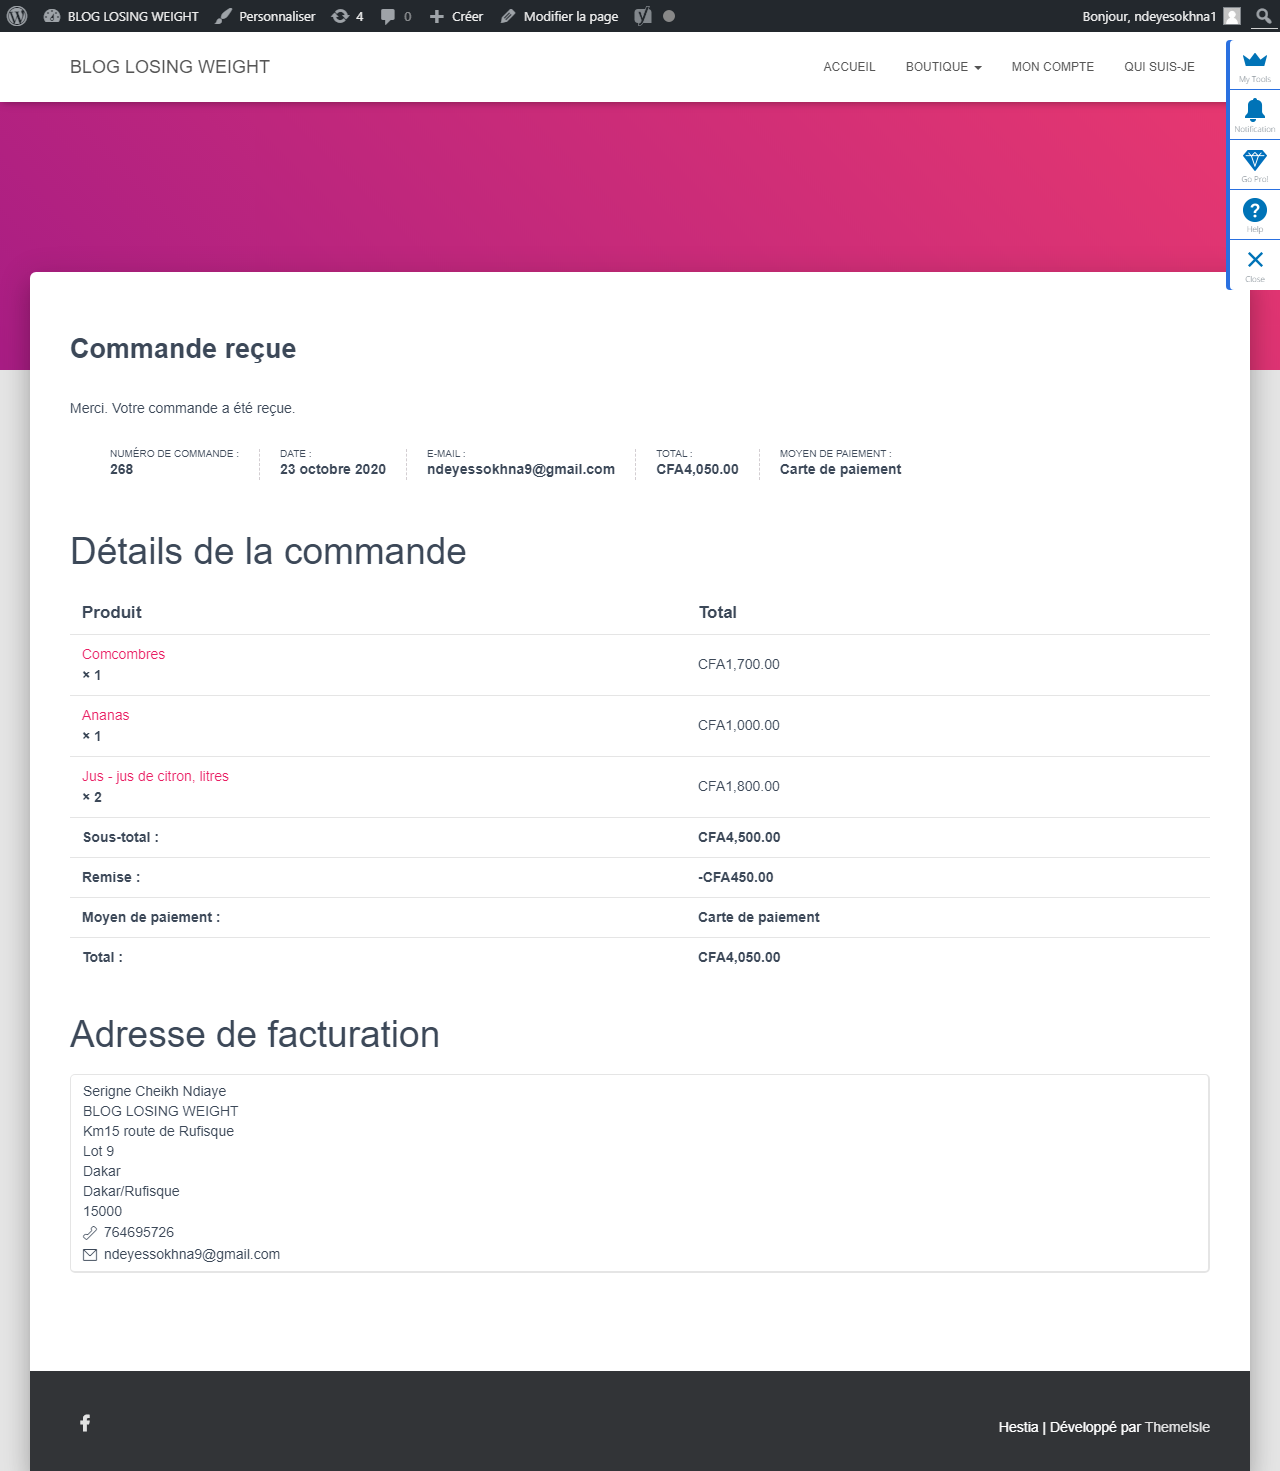 BLOG LOSING WEIGHT Personnaliser 4 0 Créer Modifier la page Bonjour, ndeyesokhna1
BLOG LOSING WEIGHT ACCUEIL BOUTIQUE MON COMPTE QUI SUIS-JE
My Tools
Notification
Go Pro!
Help
Close
Commande reçue
Merci. Votre commande a été reçue.
NUMÉRO DE COMMANDE : DATE : E-MAIL : TOTAL : MOYEN DE PAIEMENT :
268 23 octobre 2020 ndeyessokhna9@gmail.com CFA4,050.00 Carte de paiement
Détails de la commande
Produit Total
Comcombres
× 1 CFA1,700.00
Ananas
× 1 CFA1,000.00
Jus - jus de citron, litres
× 2 CFA1,800.00
Sous-total : CFA4,500.00
Remise : -CFA450.00
Moyen de paiement : Carte de paiement
Total : CFA4,050.00
Adresse de facturation
Serigne Cheikh Ndiaye
BLOG LOSING WEIGHT
Km15 route de Rufisque
Lot 9
Dakar
Dakar/Rufisque
15000
764695726
ndeyessokhna9@gmail.com
Hestia | Développé par ThemeIsle